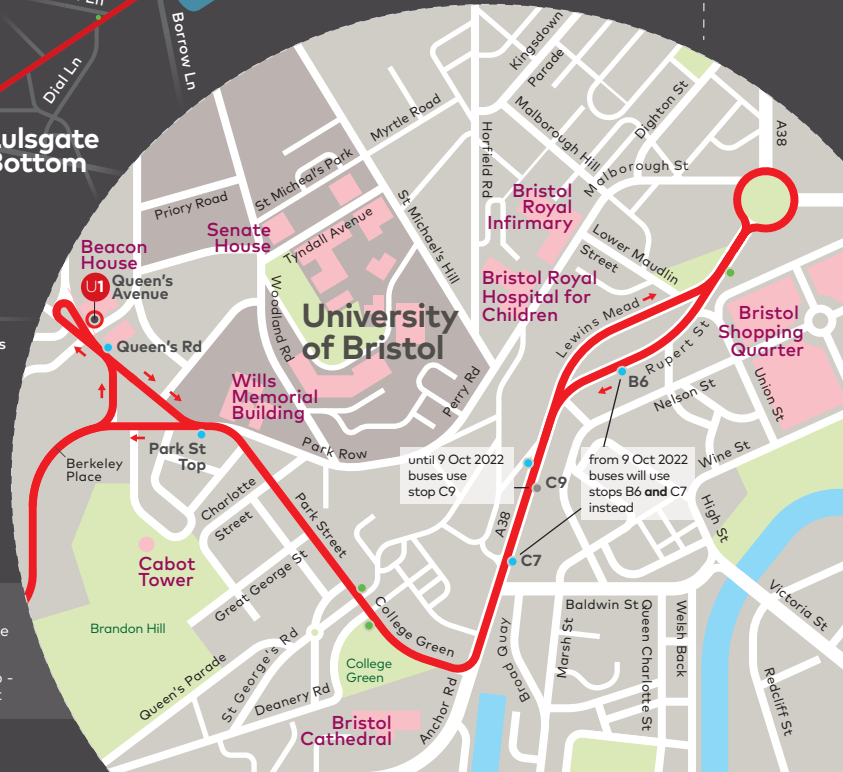 Ln
Borrow Ln
Dial Ln
ulsgate
Bottom
Kingsdown
Parade
Dighton St
A38
Myrtle Road
Malborough Hill
Horfield Rd
Malborough St
St Micheal's Park
Priory Road
Bristol
Royal
Infirmary
St Michael's Hill
Senate
House
Tyndall Avenue
Lower Maudlin
Street
Beacon
House
U1
Queen's
Avenue
Woodland Rd
Bristol Royal
Hospital for
Children
University
of Bristol
Lewins Mead
Bristol
Shopping
Quarter
s
Queen's Rd
Rupert St
B6
Nelson St
Union St
Wills
Memorial
Building
Perry Rd
Park Row
Park St
Top
Berkeley
Place
until 9 Oct 2022
buses use
stop C9
C9
from 9 Oct 2022
buses will use
stops B6 and C7
instead
Wine St
High St
Charlotte
Street
Park Street
A38
C7
Cabot
Tower
Great George St
Brandon Hill
College Green
Baldwin St
Victoria St
e
St George's Rd
College
Green
Broad Quay
Marsh St
Queen Charlotte St
Welsh Back
Redcliff St
-
t
Queen's Parade
Deanery Rd
Anchor Rd
Bristol
Cathedral